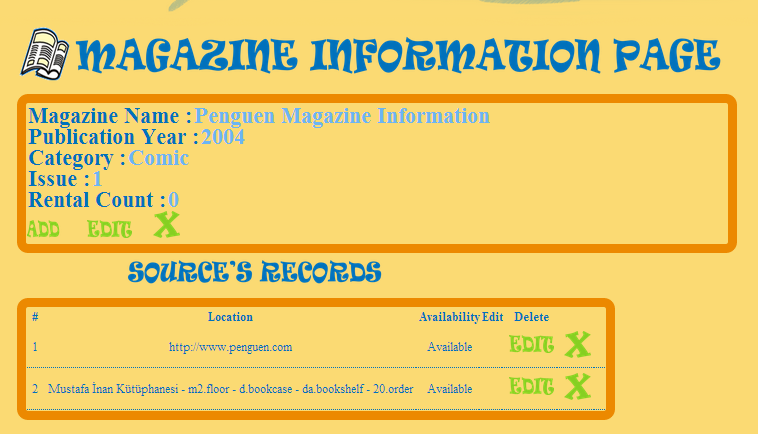 MAGAZINE INFORMATION PAGE
Magazine Name :Penguen Magazine Information
Publication Year :2004
Category :Comic
Issue :1
Rental Count :0
ADD EDIT X
SOURCE'S RECORDS
# Location Availability Edit Delete
1 http://www.penguen.com Available EDIT X
2 Mustafa İnan Kütüphanesi - m2.floor - d.bookcase - da.bookshelf - 20.order Available EDIT X